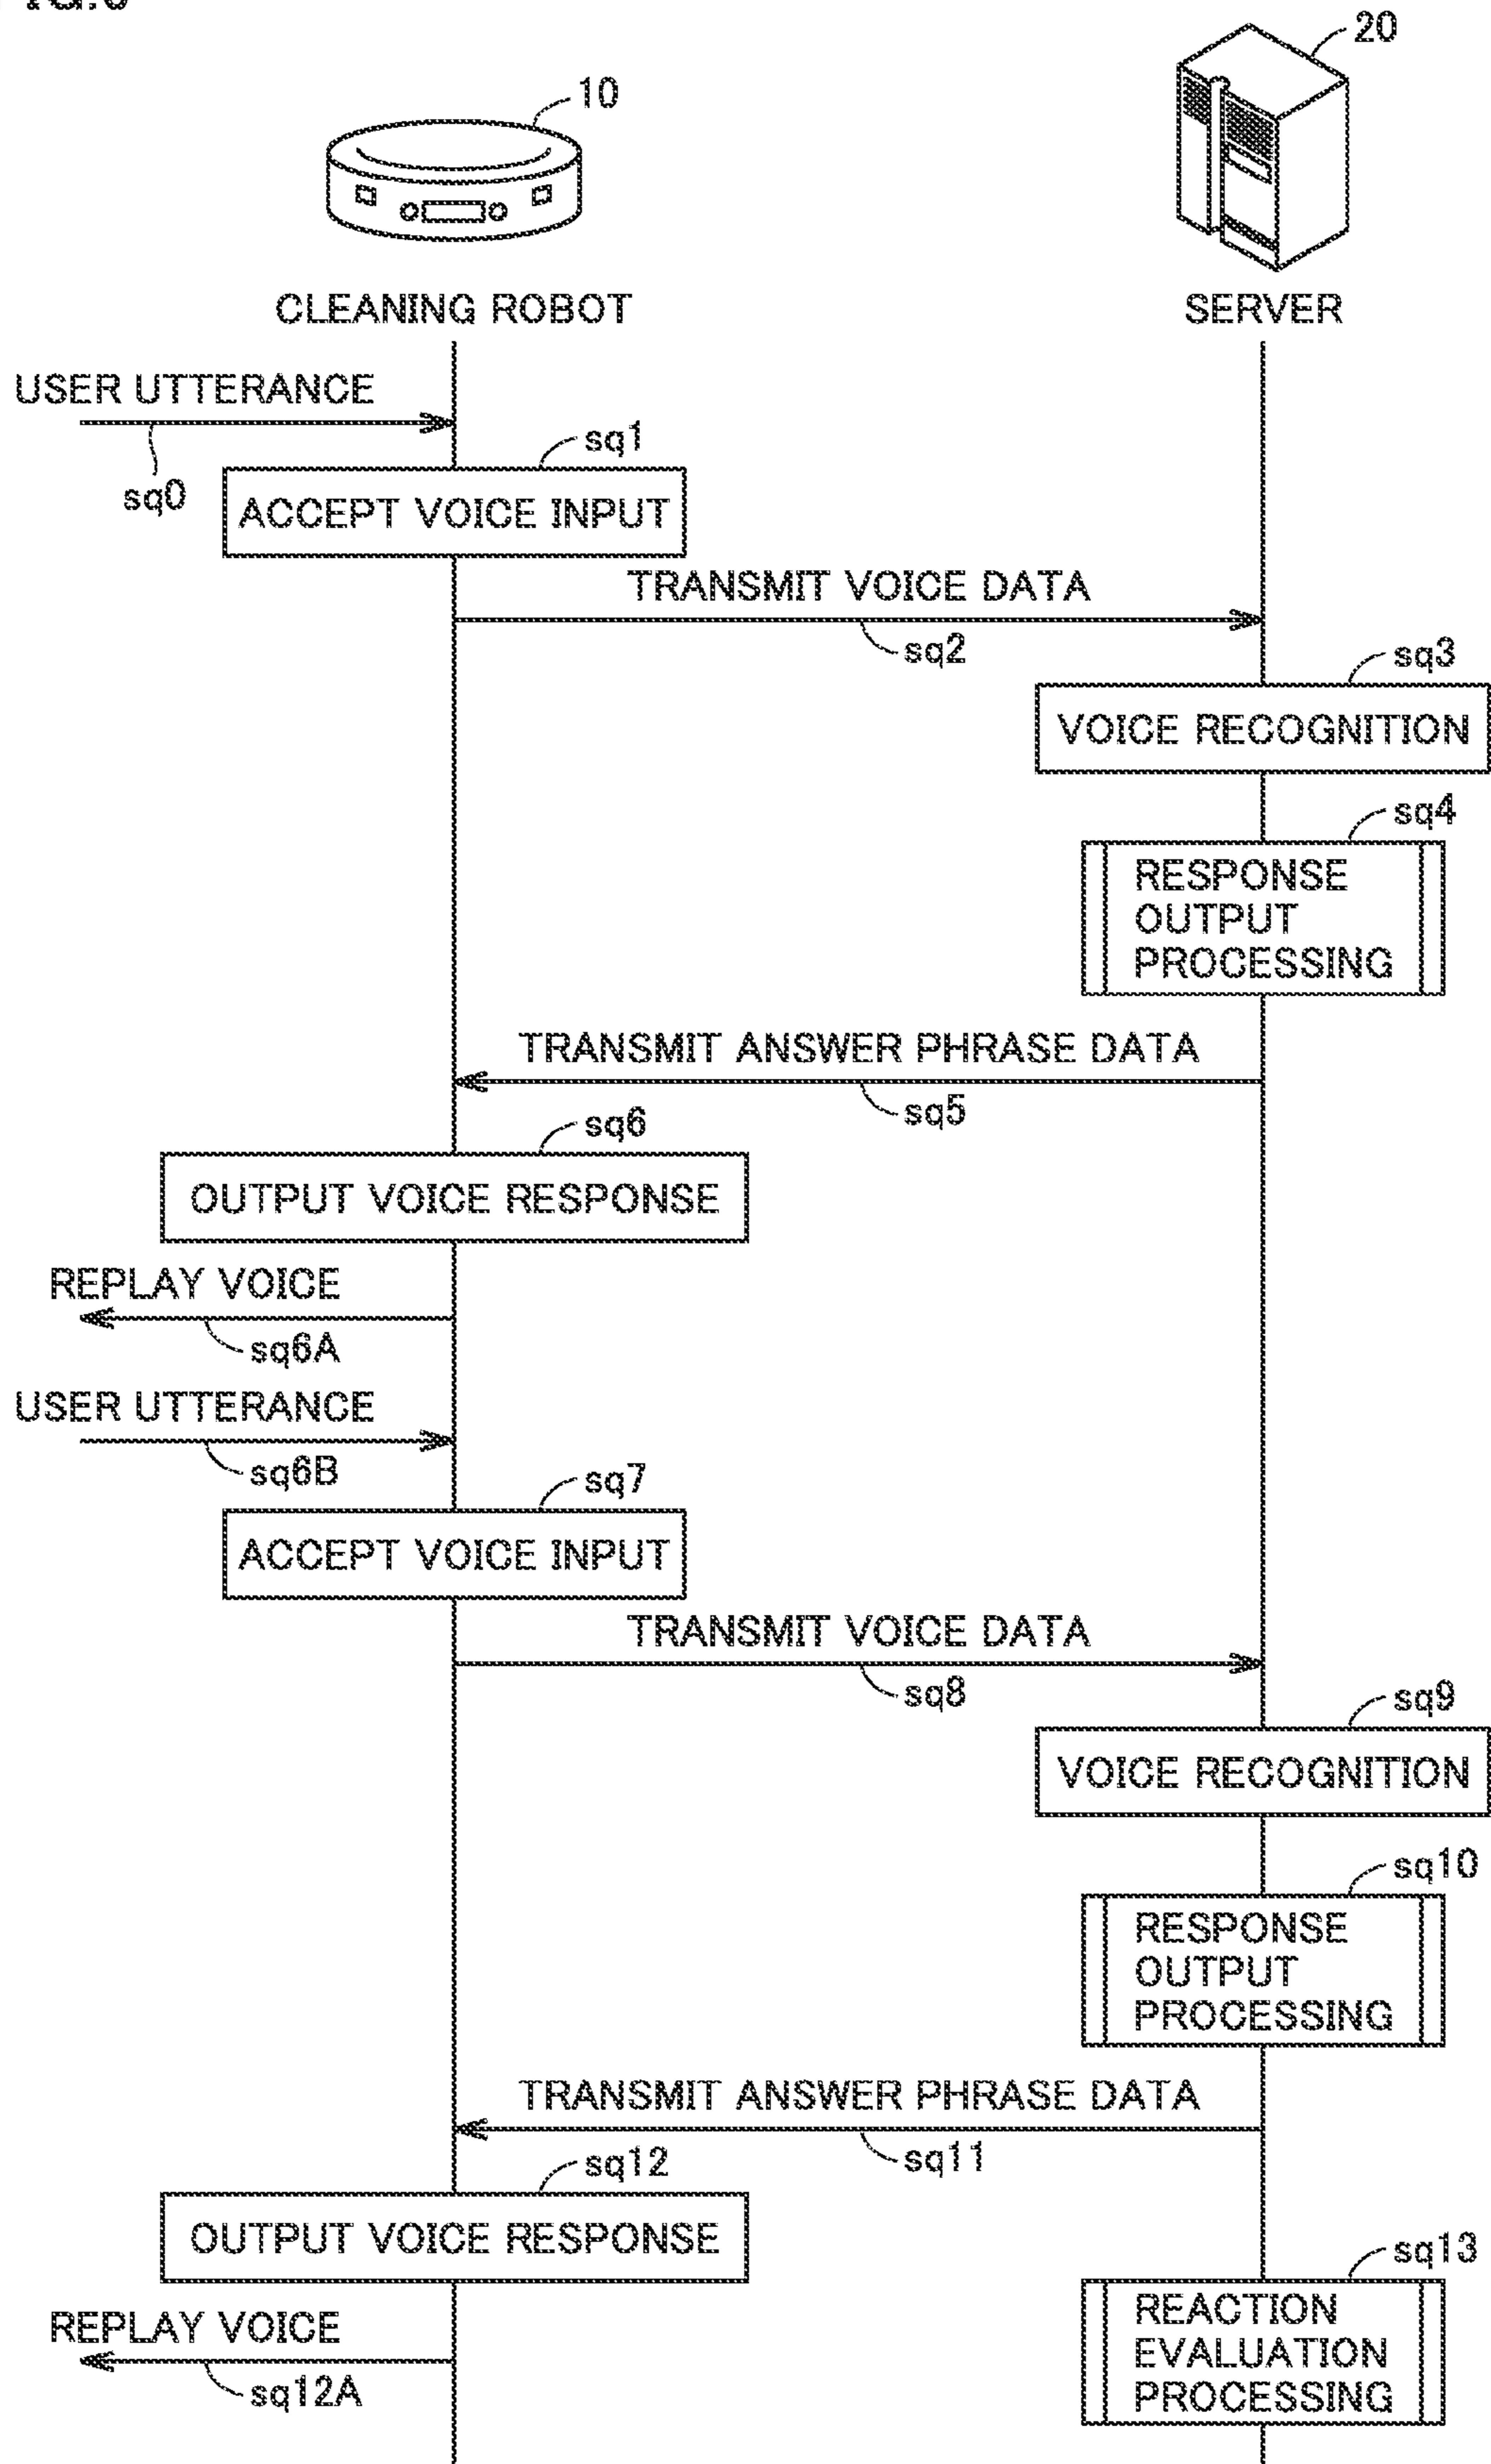 10
20
CLEANING ROBOT
SERVER
USER UTTERANCE
sq0
sq1
ACCEPT VOICE INPUT
TRANSMIT VOICE DATA
sq2
sq3
VOICE RECOGNITION
sq4
RESPONSE
OUTPUT
PROCESSING
TRANSMIT ANSWER PHRASE DATA
sq5
sq6
OUTPUT VOICE RESPONSE
REPLAY VOICE
sq6A
USER UTTERANCE
sq6B
sq7
ACCEPT VOICE INPUT
TRANSMIT VOICE DATA
sq8
sq9
VOICE RECOGNITION
sq10
RESPONSE
OUTPUT
PROCESSING
TRANSMIT ANSWER PHRASE DATA
sq11
sq12
OUTPUT VOICE RESPONSE
sq13
REACTION
EVALUATION
PROCESSING
REPLAY VOICE
sq12A